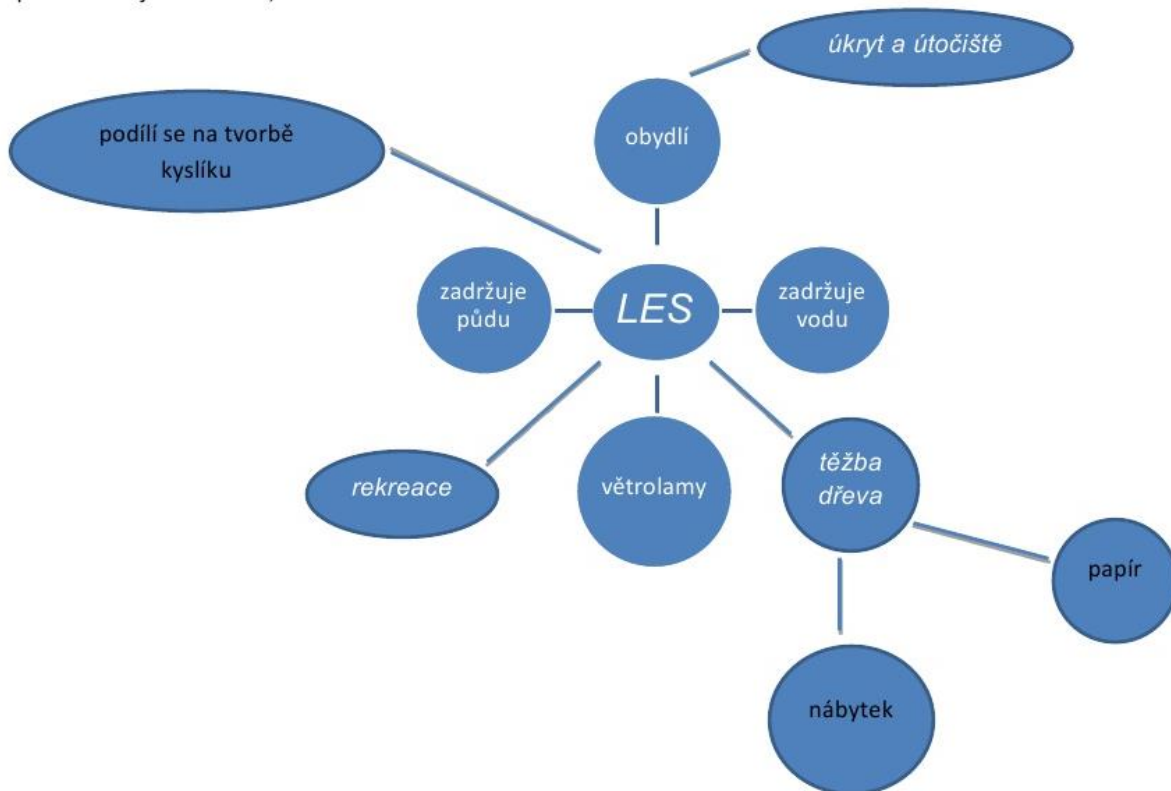 úkryt a útočiště
podílí se na tvorbě
kyslíku
obydlí
zadržuje
půdu
LES
zadržuje
vodu
rekreace
větrolamy
těžba
dřeva
papír
nábytek